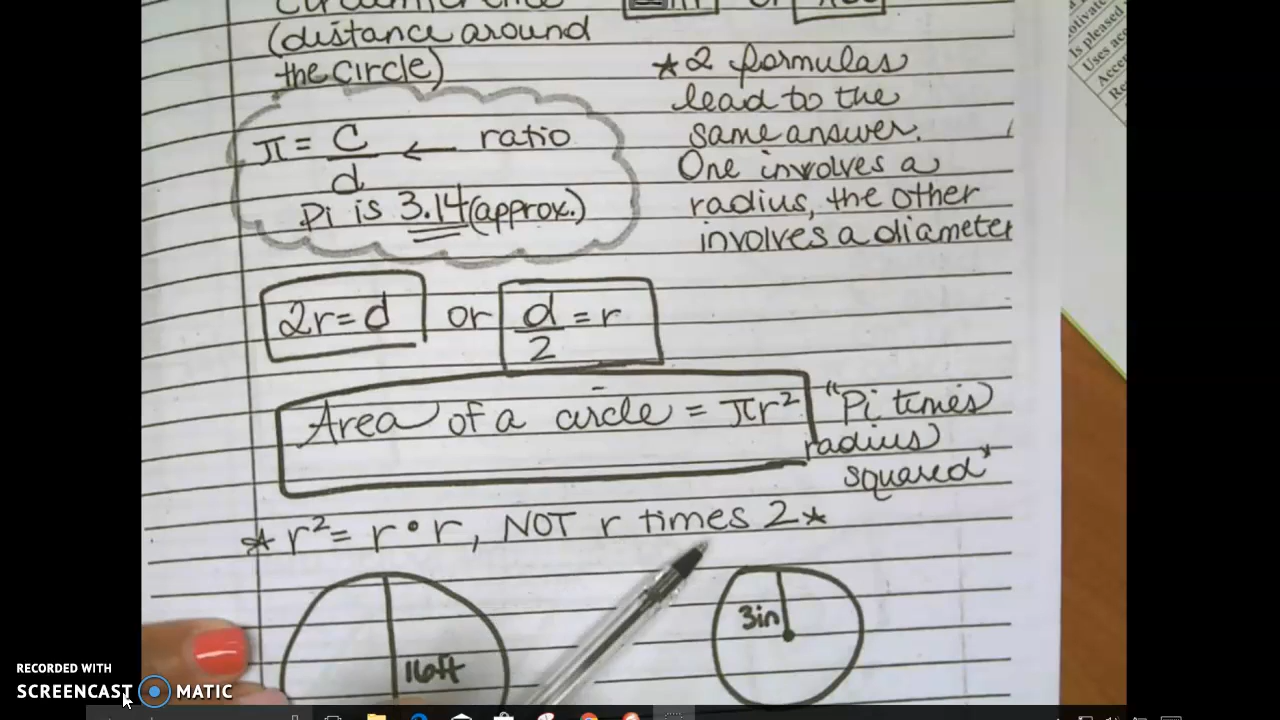 (distance around
the circle)
π = C/d ← ratio
Pi is 3.14 (approx.)
★2 formulas
lead to the
same answer.
One involves a
radius, the other
involves a diameter
2r = d or d/2 = r
Area of a circle = πr²
"Pi times
radius
squared"
★ r² = r • r, NOT r times 2★
16ft
3in
RECORDED WITH
SCREENCAST MATIC
Is pleased